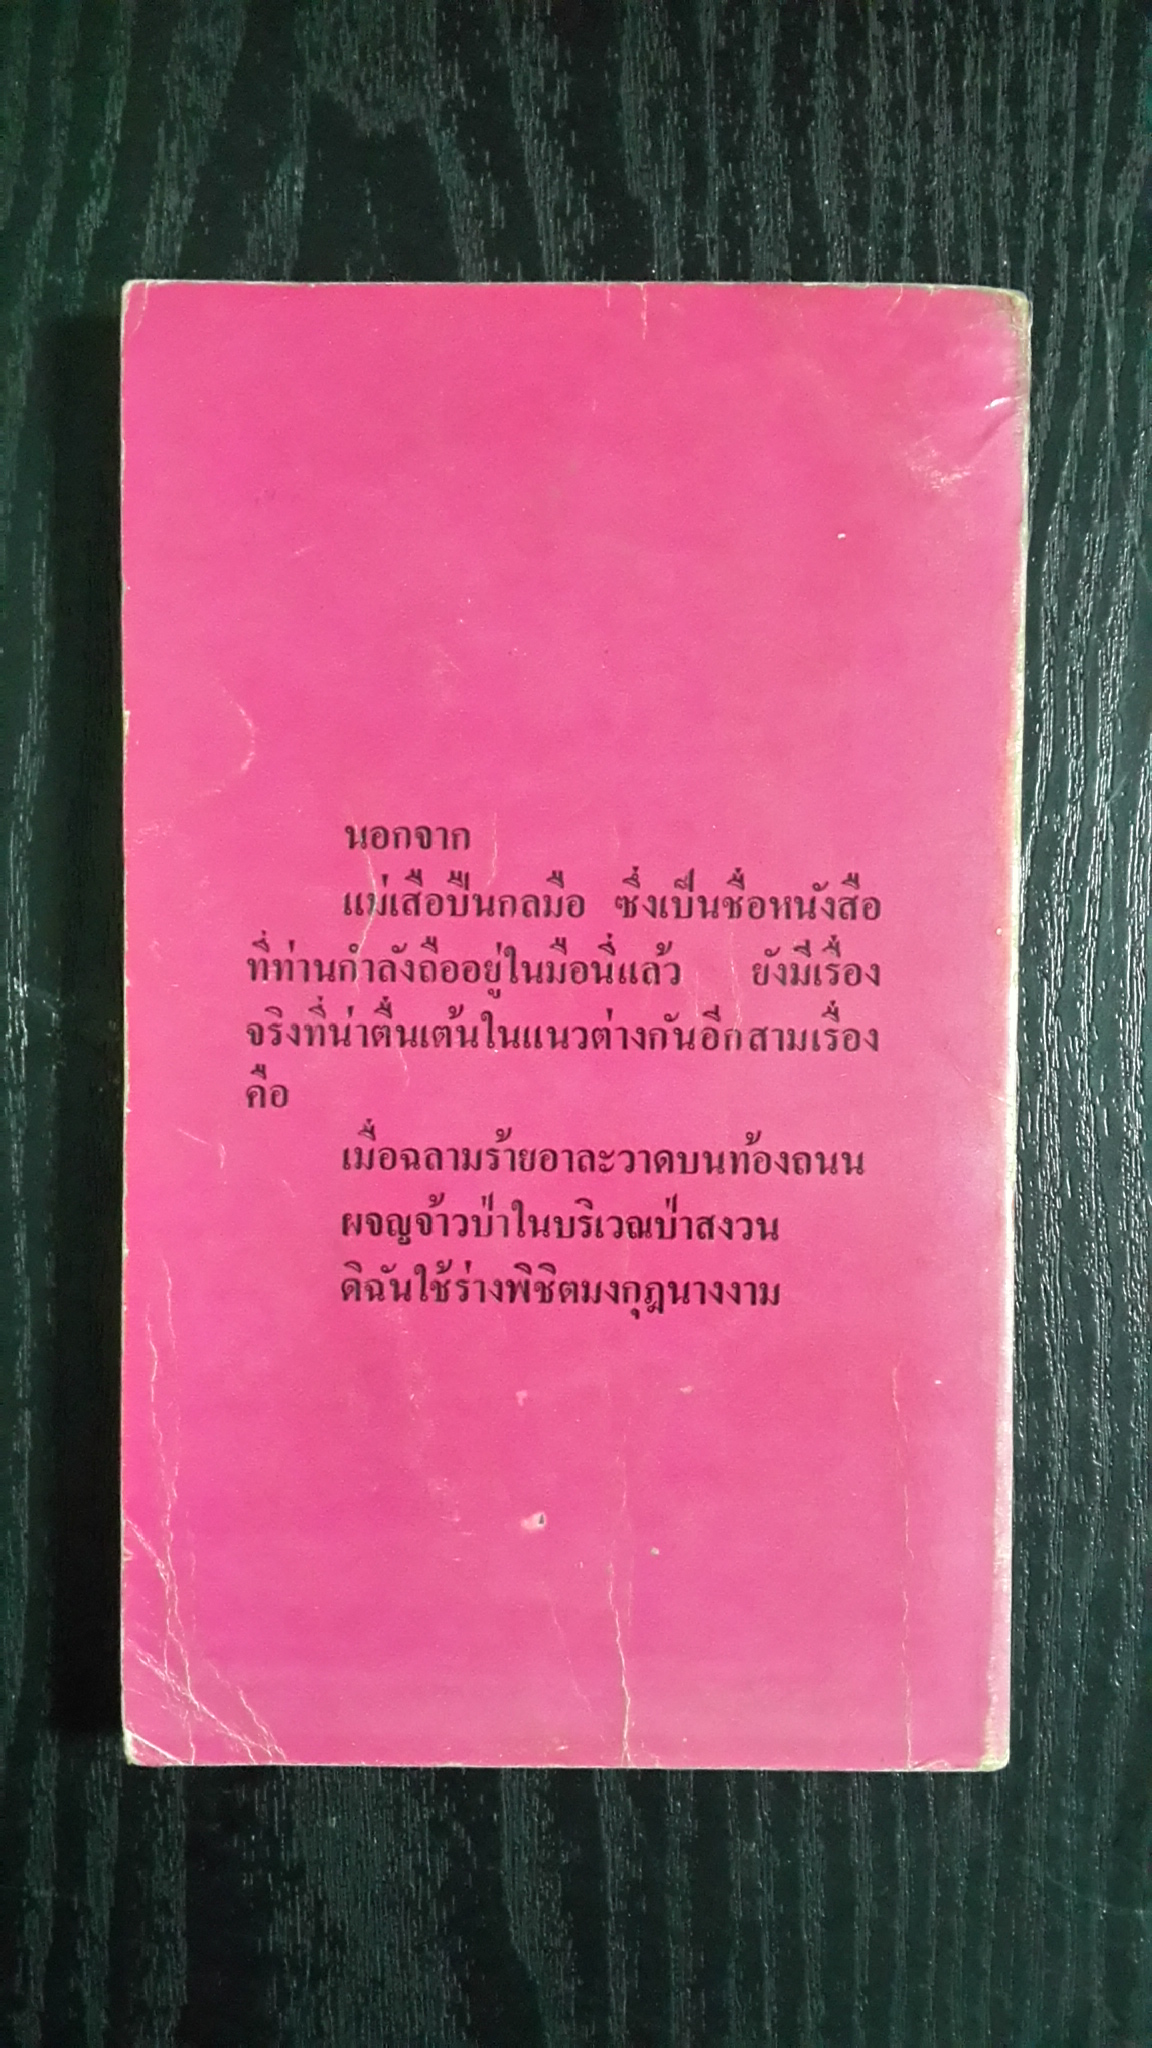 นอกจาก
แม่เสือปืนกลมือ ซึ่งเป็นชื่อหนังสือ
ที่ท่านกำลังถืออยู่ในมือนี้แล้ว ยังมีเรื่อง
จริงที่น่าตื่นเต้นในแนวต่างกันอีกสามเรื่อง
คือ
เมื่อฉลามร้ายอาละวาดบนท้องถนน
ผจญจ้าวป่าในบริเวณป่าสงวน
ดิฉันใช้ร่างพิชิตมงกุฎนางงาม